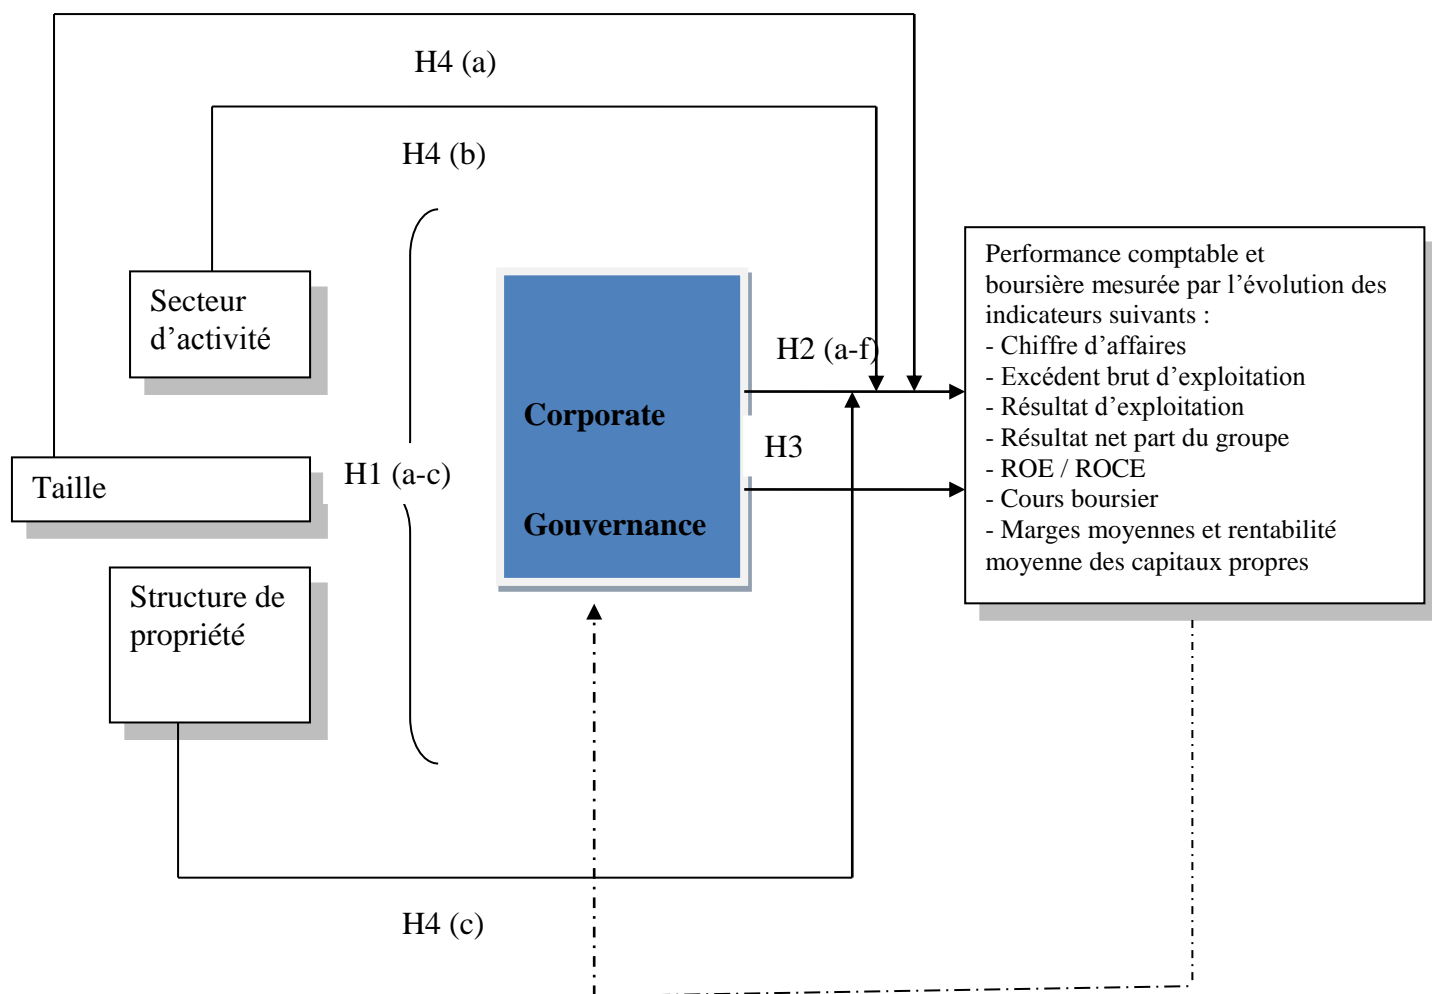 H4 (a)
H4 (b)
Secteur
d’activité
Taille
Structure de
propriété
H1 (a-c)
Corporate
Gouvernance
H2 (a-f)
H3
Performance comptable et
boursière mesurée par l’évolution des
indicateurs suivants :
- Chiffre d’affaires
- Excédent brut d’exploitation
- Résultat d’exploitation
- Résultat net part du groupe
- ROE / ROCE
- Cours boursier
- Marges moyennes et rentabilité
moyenne des capitaux propres
H4 (c)